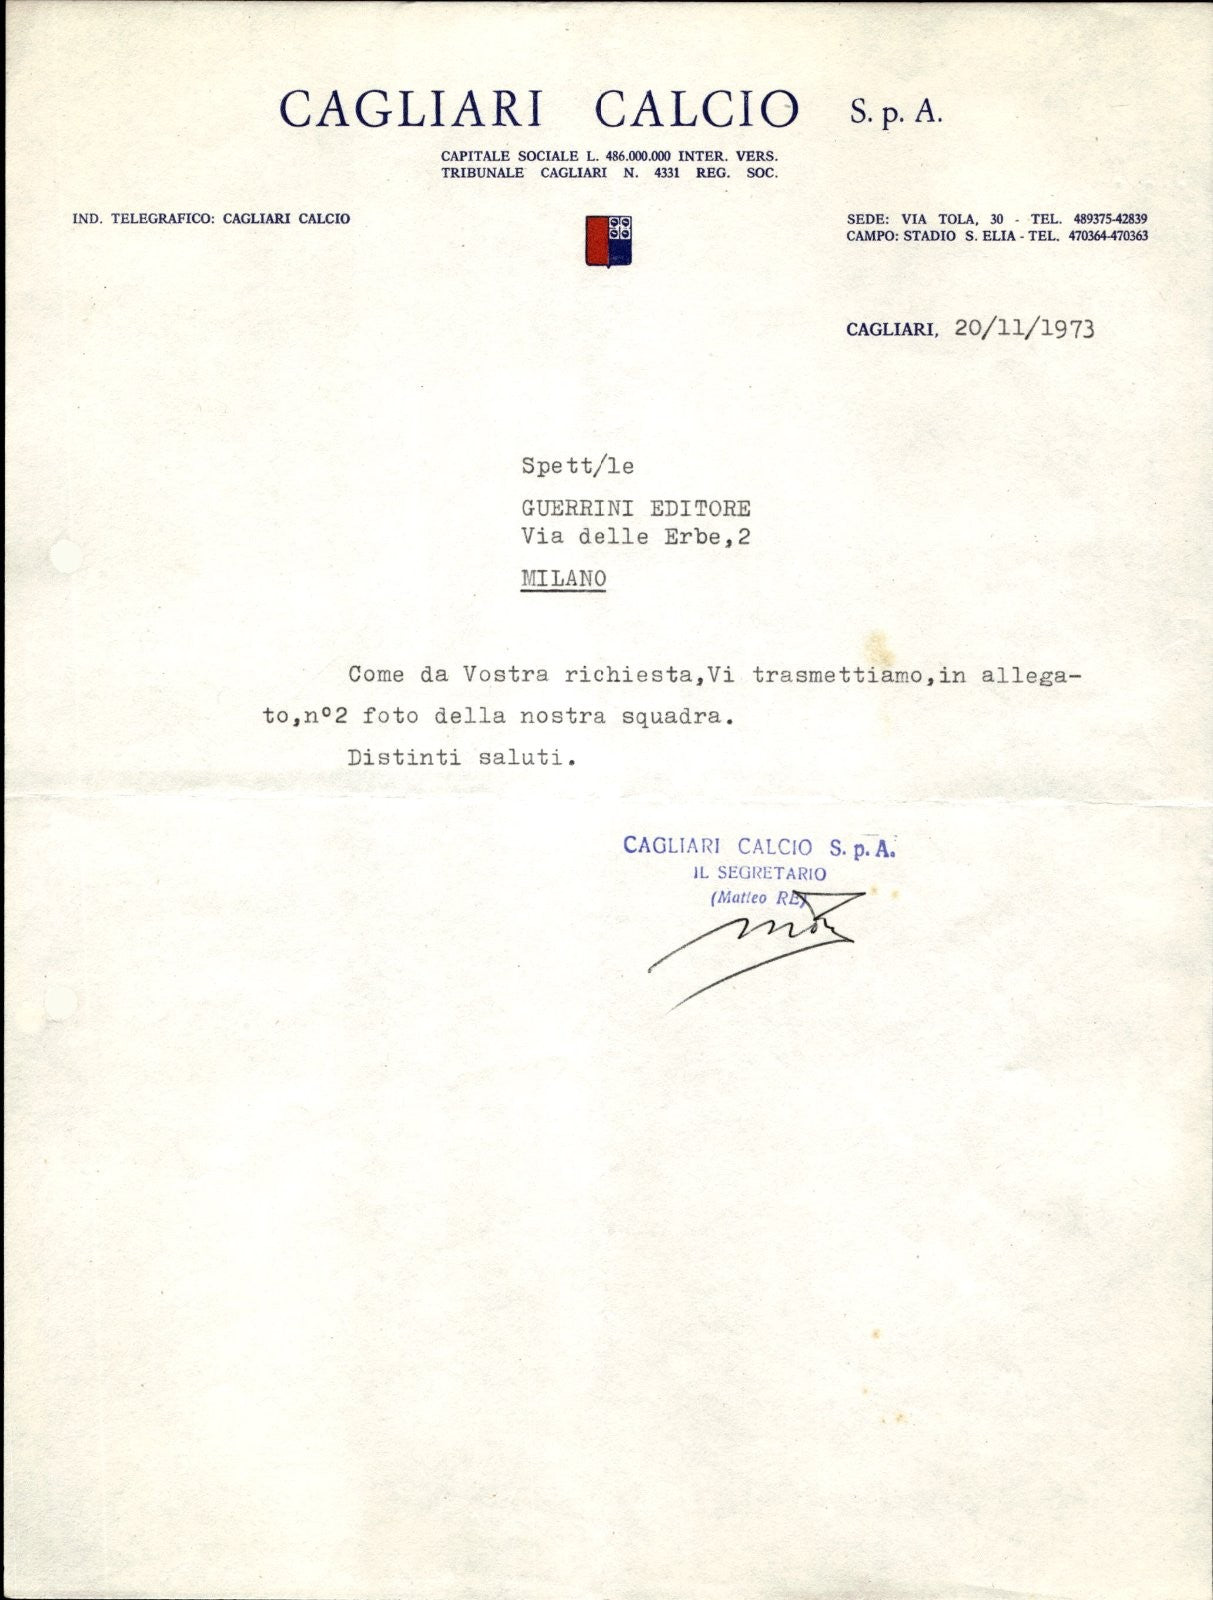 CAGLIARI CALCIO S. p. A.
CAPITALE SOCIALE L. 486.000.000 INTER. VERS.
TRIBUNALE CAGLIARI N. 4331 REG. SOC.
IND. TELEGRAFICO: CAGLIARI CALCIO
SEDE: VIA TOLA, 30 - TEL. 489375-42839
CAMPO: STADIO S. ELIA - TEL. 470364-470363
CAGLIARI, 20/11/1973
Spett/le
GUERRINI EDITORE
Via delle Erbe,2
MILANO
Come da Vostra richiesta,Vi trasmettiamo,in allega-
to,n°2 foto della nostra squadra.
Distinti saluti.
CAGLIARI CALCIO S. p. A.
IL SEGRETARIO
(Matteo RE)